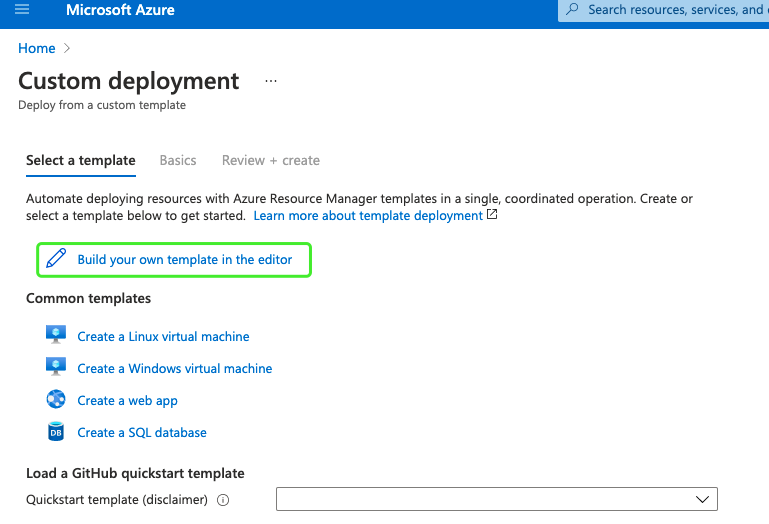 Microsoft Azure
Search resources, services, and
Home >
Custom deployment ...
Deploy from a custom template
Select a template Basics Review + create
Automate deploying resources with Azure Resource Manager templates in a single, coordinated operation. Create or
select a template below to get started. Learn more about template deployment
Build your own template in the editor
Common templates
Create a Linux virtual machine
Create a Windows virtual machine
Create a web app
DB Create a SQL database
Load a GitHub quickstart template
Quickstart template (disclaimer)